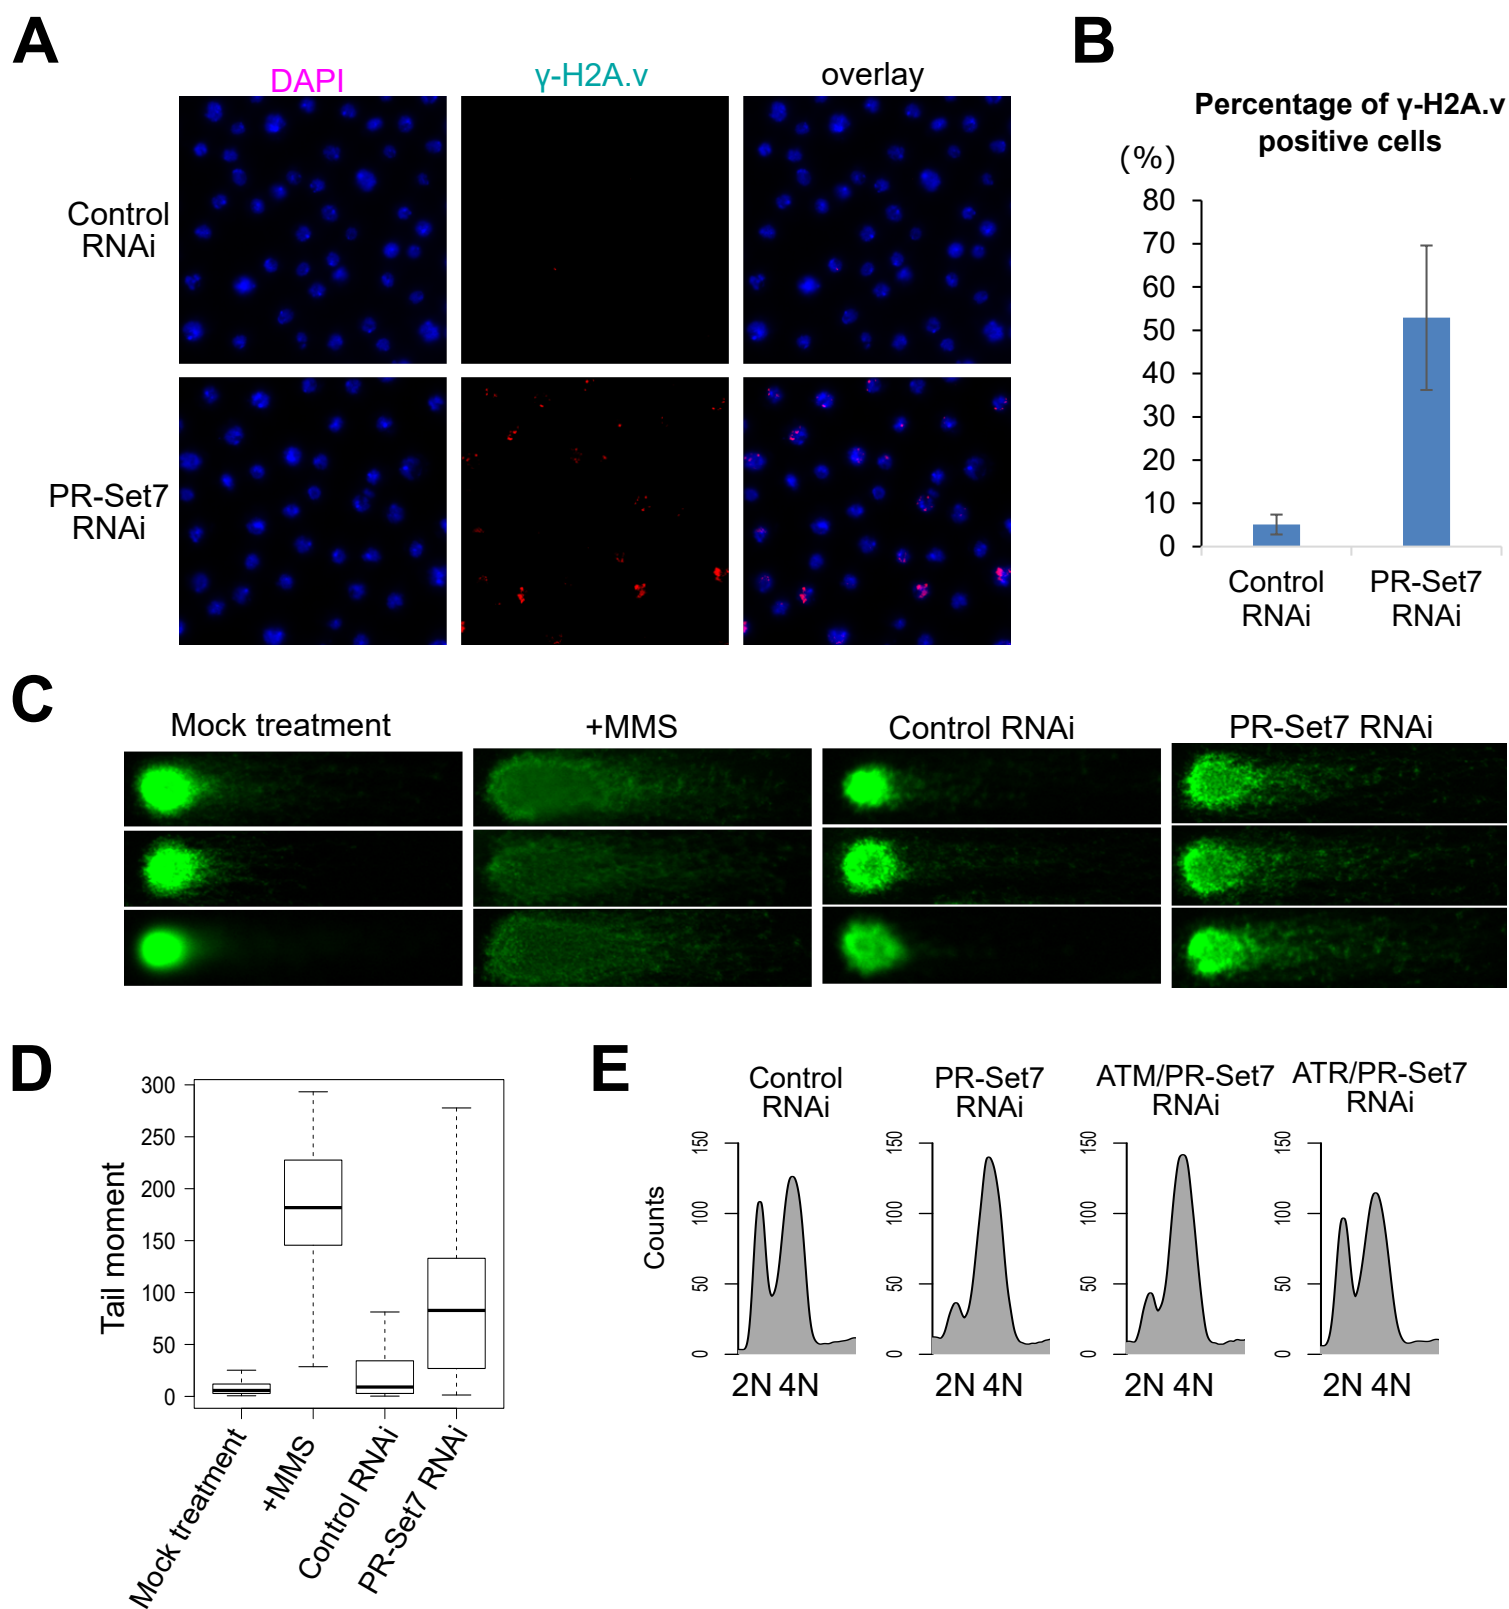 A
DAPI
γ-H2A.v
overlay
Control
RNAi
PR-Set7
RNAi
B
Percentage of γ-H2A.v
positive cells
(%)
80
70
60
50
40
30
20
10
0
Control
RNAi
PR-Set7
RNAi
C
Mock treatment
+MMS
Control RNAi
PR-Set7 RNAi
D
Tail moment
300
250
200
150
100
50
0
Mock treatment
+MMS
Control RNAi
PR-Set7 RNAi
E
Control
RNAi
PR-Set7
RNAi
ATM/PR-Set7
RNAi
ATR/PR-Set7
RNAi
Counts
150
100
50
0
150
100
50
0
150
100
50
0
150
100
50
0
2N 4N
2N 4N
2N 4N
2N 4N